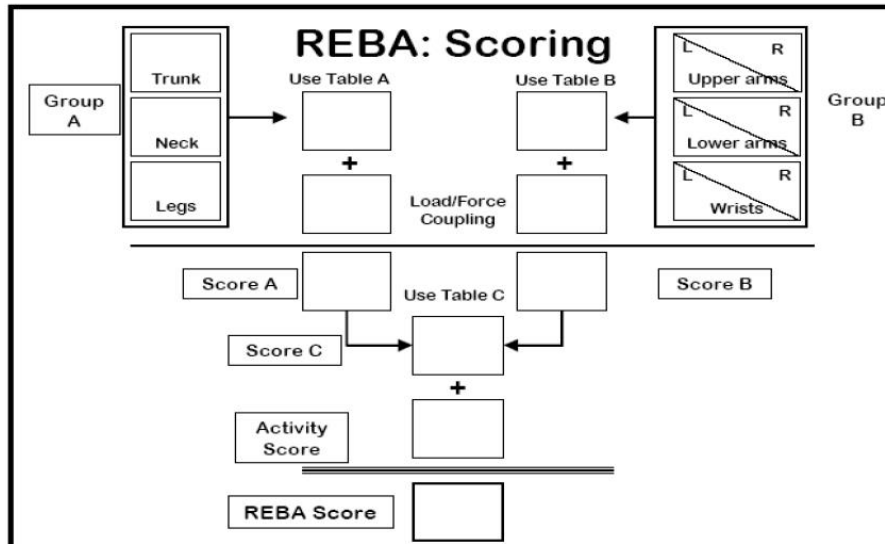 REBA: Scoring
Group
A
Trunk
Neck
Legs
Use Table A
+
Use Table B
+
Load/Force
Coupling
L R
Upper arms
L R
Lower arms
L R
Wrists
Group
B
Score A
Use Table C
Score B
Score C
+
Activity
Score
REBA Score